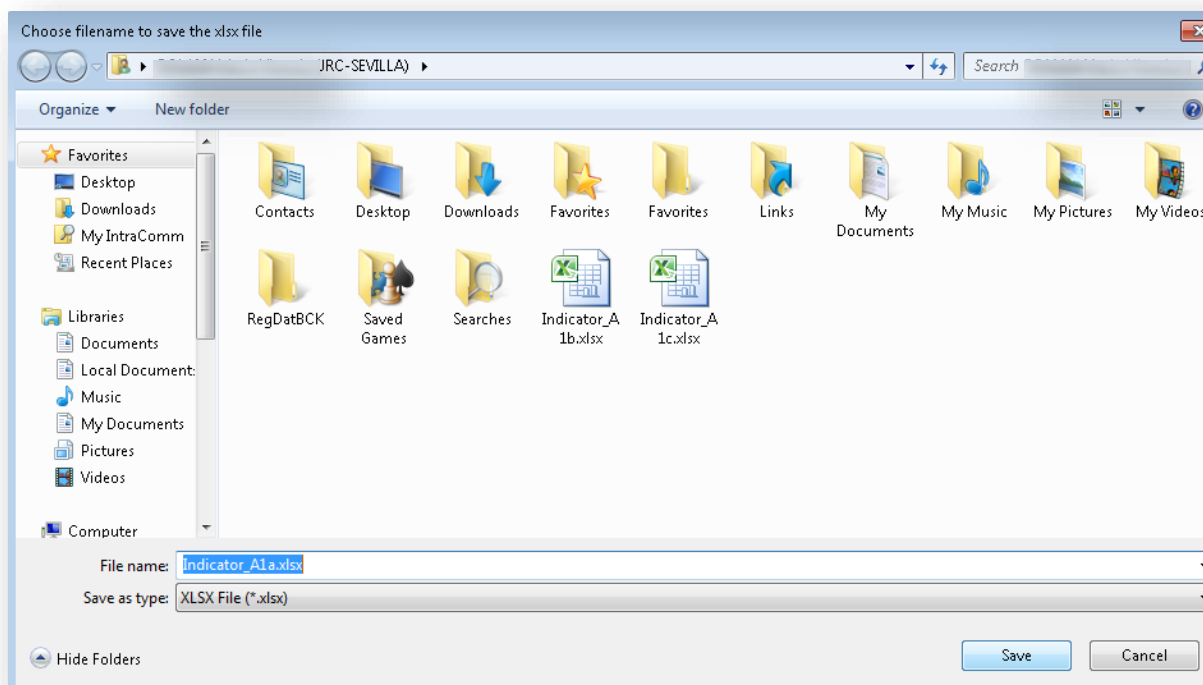 Choose filename to save the xlsx file
JRC-SEVILLA)
Search
Organize
New folder
Favorites
Desktop
Downloads
My IntraComm
Recent Places
Libraries
Documents
Local Document
Music
My Documents
Pictures
Videos
Computer
Contacts
Desktop
Downloads
Favorites
Favorites
Links
My
Documents
My Music
My Pictures
My Videos
RegDatBCK
Saved
Games
Searches
Indicator_A
1b.xlsx
Indicator_A
1c.xlsx
File name: Indicator_A1a.xlsx
Save as type: XLSX File (*.xlsx)
Hide Folders
Save
Cancel